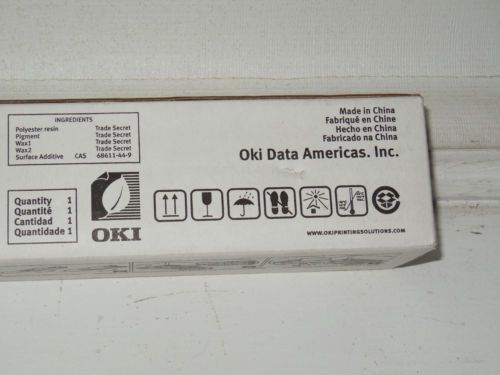 INGREDIENTS
Polyester resin Trade Secret
Pigment Trade Secret
Wax1 Trade Secret
Wax2 Trade Secret
Surface Additive CAS 68611-44-9
Quantity 1
Quantité 1
Cantidad 1
Quantidade 1
OKI
Made in China
Fabriqué en Chine
Hecho en China
Fabricado na China
Oki Data Americas. Inc.
WWW.OKIPRINTINGSOLUTIONS.COM